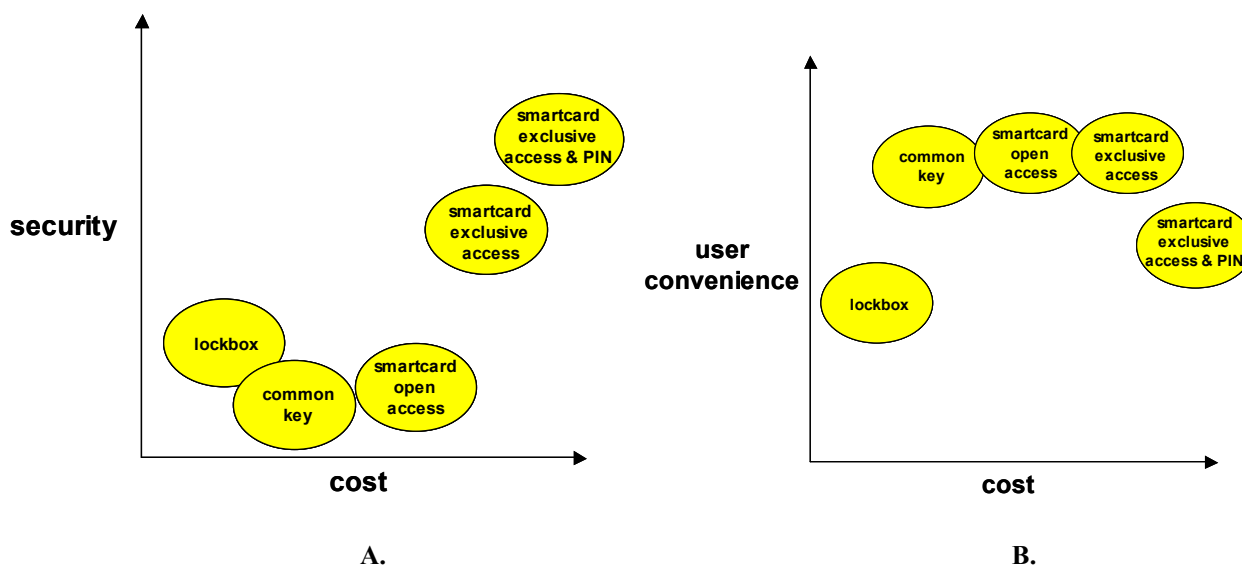 security
smartcard
exclusive
access & PIN
smartcard
exclusive
access
lockbox
common
key
smartcard
open
access
cost
A.
user
convenience
common
key
smartcard
open
access
smartcard
exclusive
access
smartcard
exclusive
access & PIN
lockbox
cost
B.